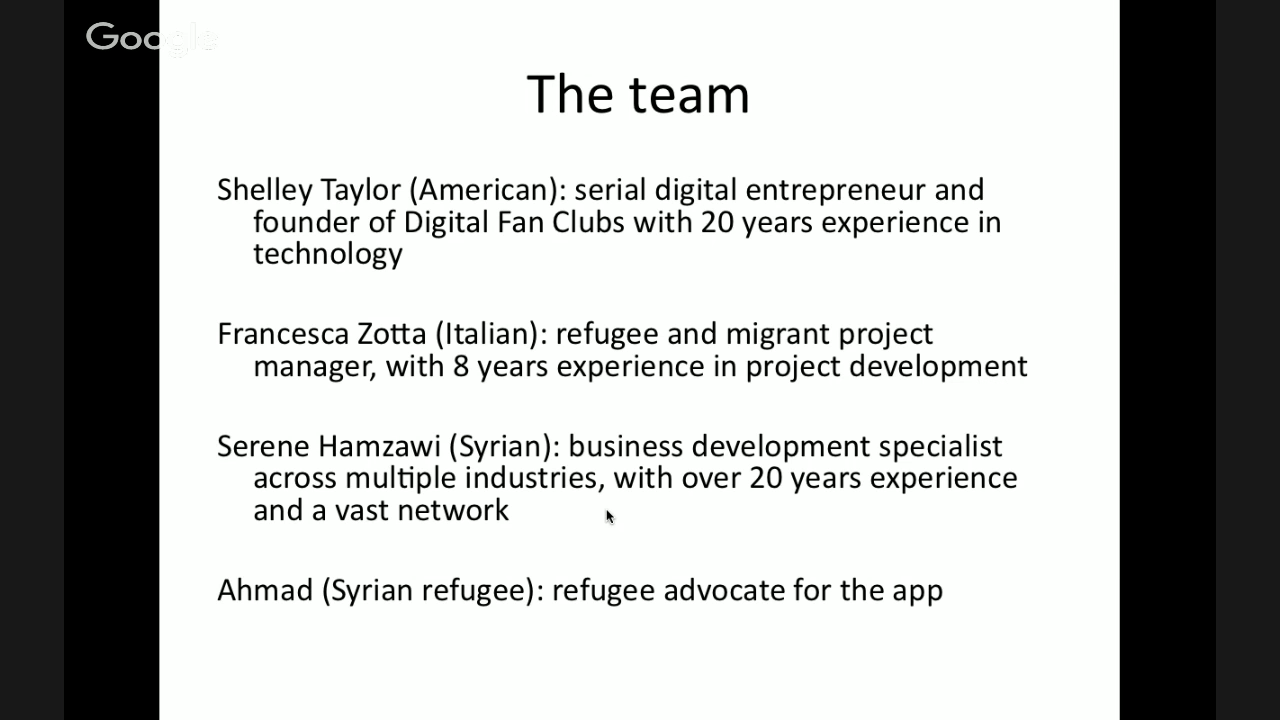 Google
The team
Shelley Taylor (American): serial digital entrepreneur and
founder of Digital Fan Clubs with 20 years experience in
technology
Francesca Zotta (Italian): refugee and migrant project
manager, with 8 years experience in project development
Serene Hamzawi (Syrian): business development specialist
across multiple industries, with over 20 years experience
and a vast network
Ahmad (Syrian refugee): refugee advocate for the app